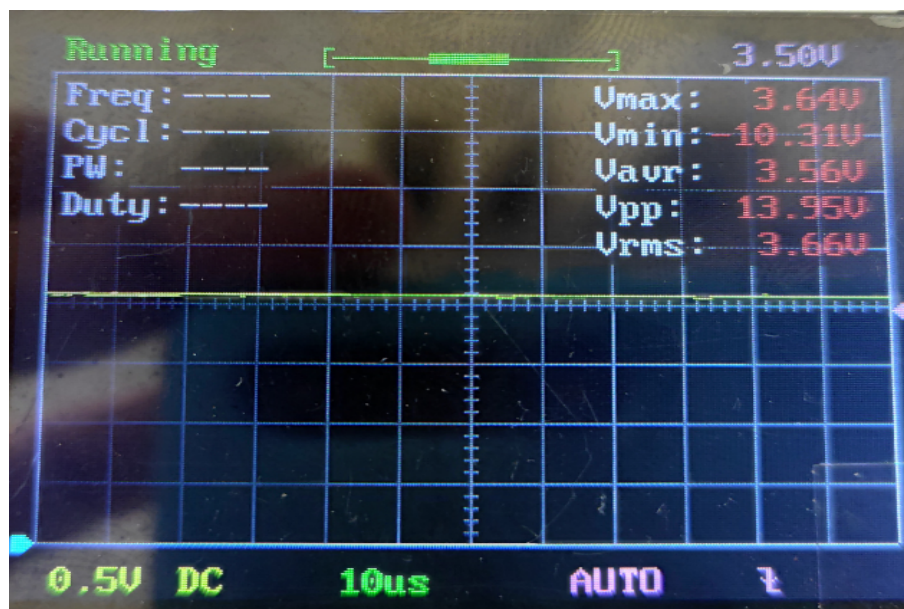 Running 3.50V
Freq:---- Vmax: 3.64V
Cycl:---- Vmin:-10.31V
PW: ---- Vavr: 3.56V
Duty:---- Vpp: 13.95V
Vrms: 3.66V
0.5V DC 10us AUTO